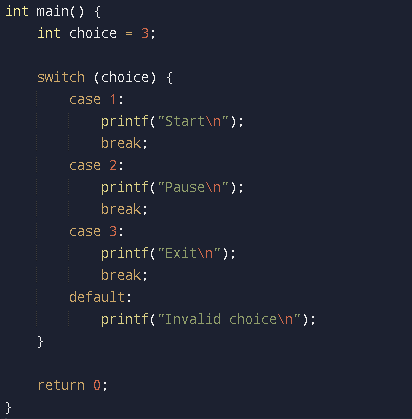 int main() {
    int choice = 3;

    switch (choice) {
        case 1:
            printf("Start\n");
            break;
        case 2:
            printf("Pause\n");
            break;
        case 3:
            printf("Exit\n");
            break;
        default:
            printf("Invalid choice\n");
    }

    return 0;
}